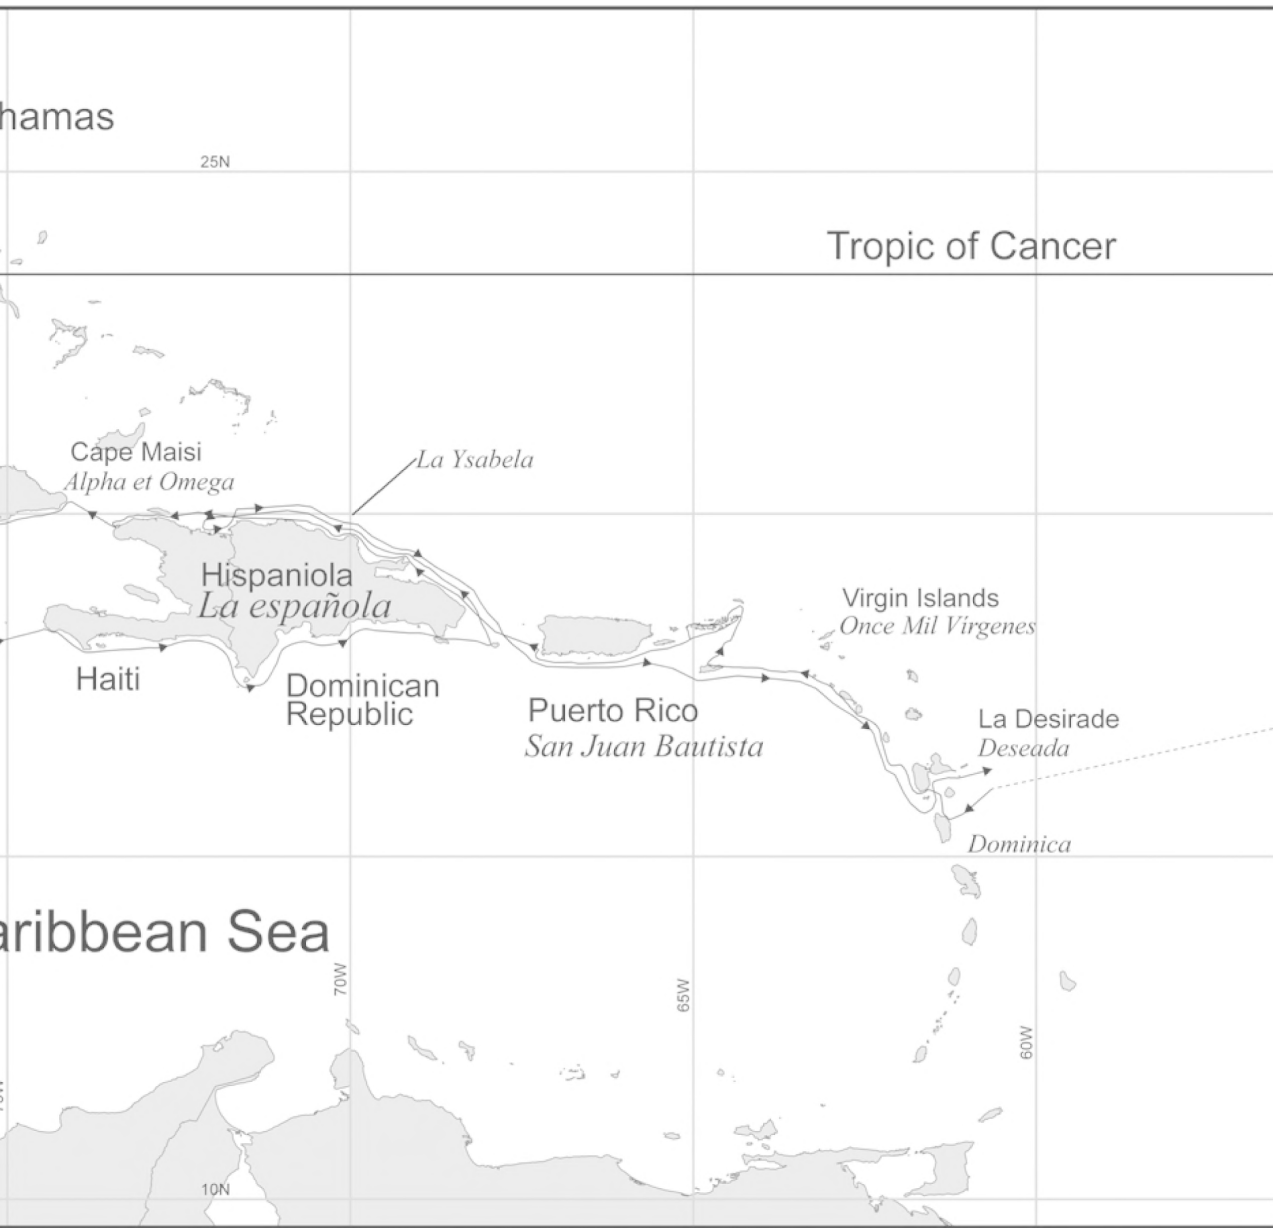 hamas
25N
Tropic of Cancer
Cape Maisi
Alpha et Omega
La Ysabela
Hispaniola
La española
Virgin Islands
Once Mil Vírgenes
Haiti
Dominican
Republic
Puerto Rico
San Juan Bautista
La Desirade
Deseada
Dominica
aribbean Sea
70W
65W
60W
10N